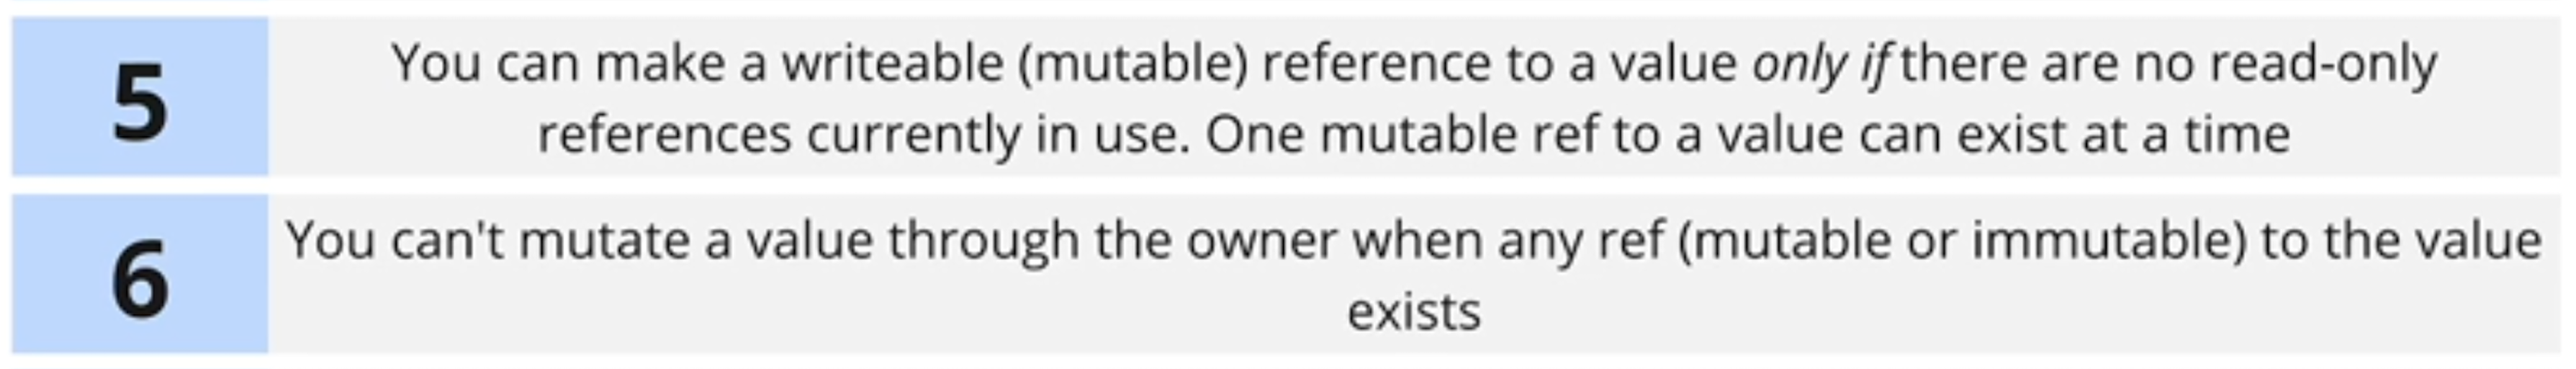 5
You can make a writeable (mutable) reference to a value only if there are no read-only
references currently in use. One mutable ref to a value can exist at a time
6
You can't mutate a value through the owner when any ref (mutable or immutable) to the value
exists